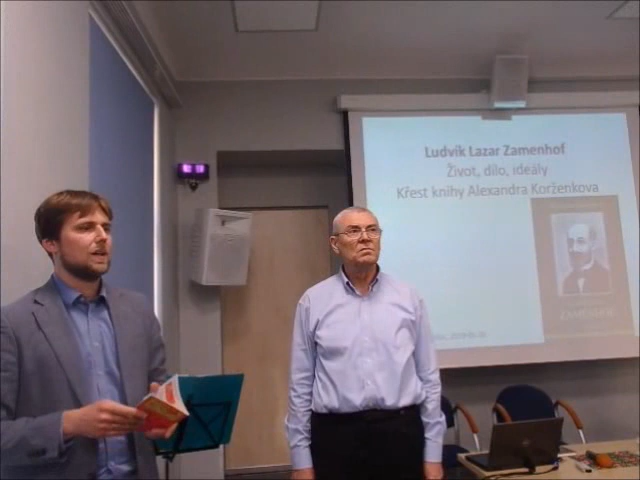 Ludvík Lazar Zamenhof
Život, dílo, ideály
Křest knihy Alexandra Korženkova
ZAMENHOF